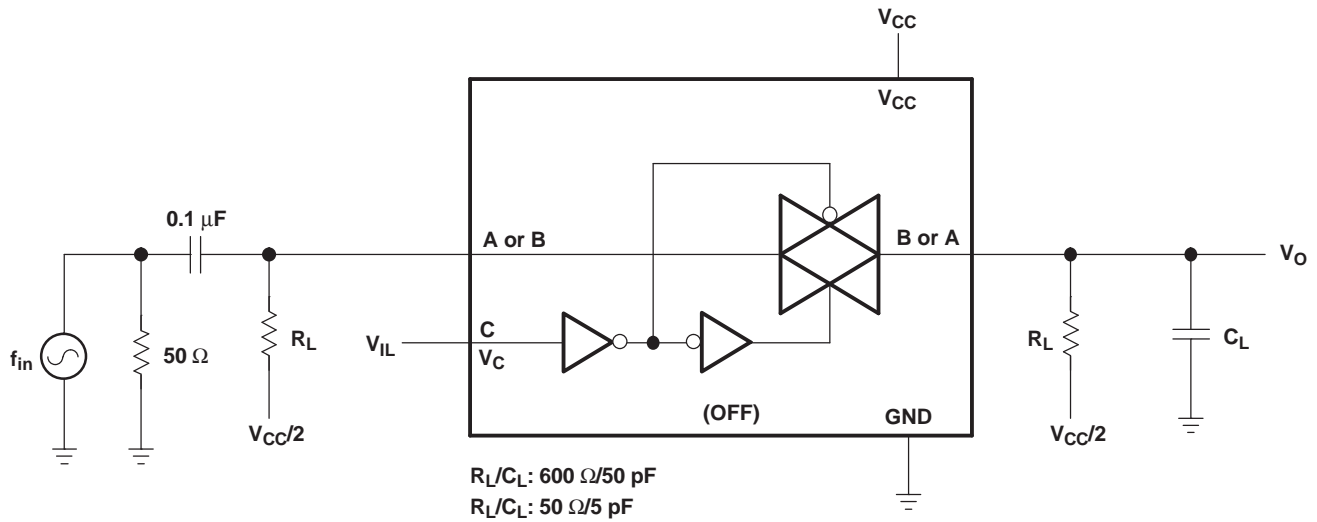 VCC
VCC
0.1 μF
A or B
B or A
VO
fin
50 Ω
RL
VIL
C
VC
RL
CL
(OFF)
GND
VCC/2
VCC/2
RL/CL: 600 Ω/50 pF
RL/CL: 50 Ω/5 pF